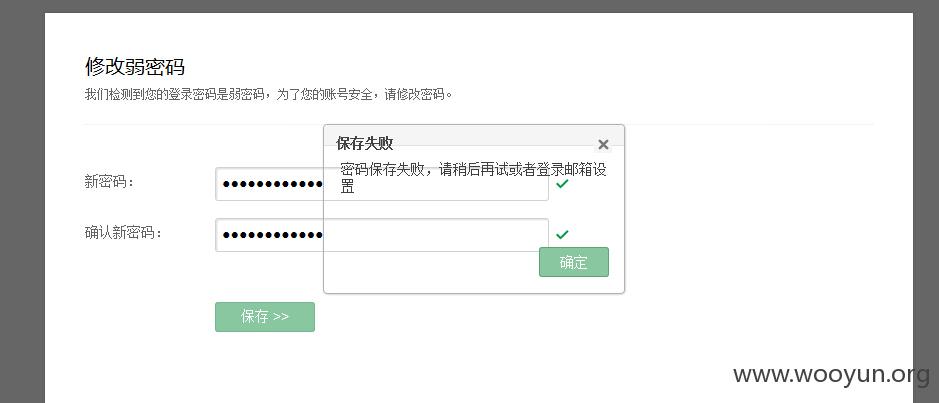 修改弱密码
我们检测到您的登录密码是弱密码，为了您的账号安全，请修改密码。
保存失败
密码保存失败，请稍后再试或者登录邮箱设
置
新密码：
确认新密码：
确定
保存 >>
www.wooyun.org